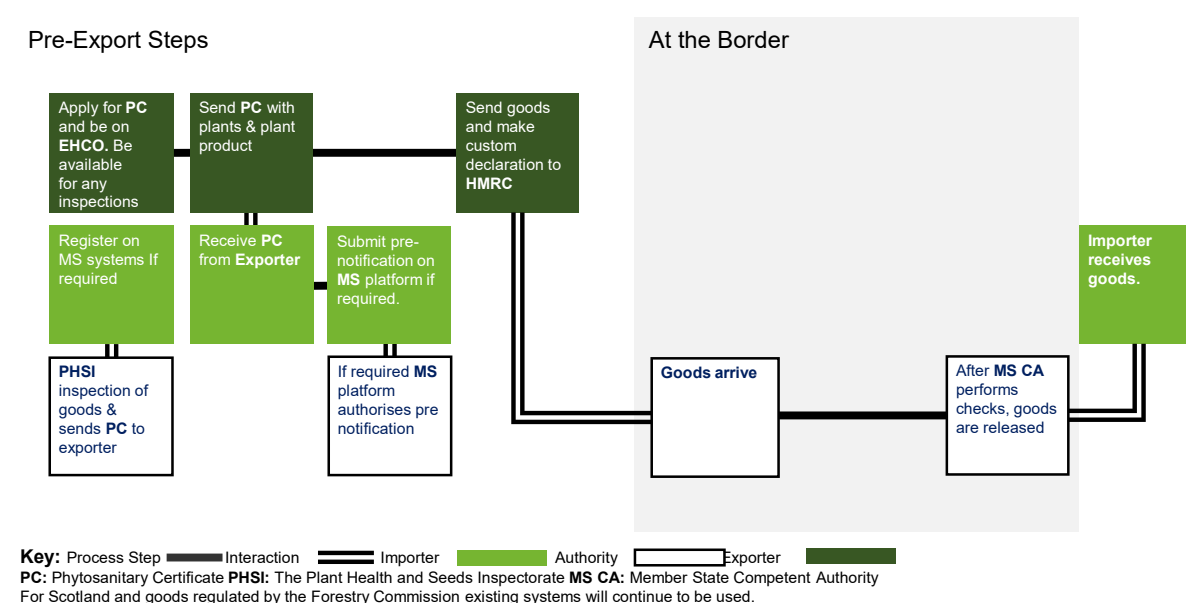 Pre-Export Steps
At the Border
Apply for PC
and be on
EHCO. Be
available
for any
inspections
Send PC with
plants & plant
product
Send goods
and make
custom
declaration to
HMRC
Register on
MS systems If
required
Receive PC
from Exporter
Submit pre-
notification on
MS platform if
required.
Importer
receives
goods.
PHSI
inspection of
goods &
sends PC to
exporter
If required MS
platform
authorises pre
notification
Goods arrive
After MS CA
performs
checks, goods
are released
Key: Process Step Interaction Importer Authority Exporter
PC: Phytosanitary Certificate PHSI: The Plant Health and Seeds Inspectorate MS CA: Member State Competent Authority
For Scotland and goods regulated by the Forestry Commission existing systems will continue to be used.